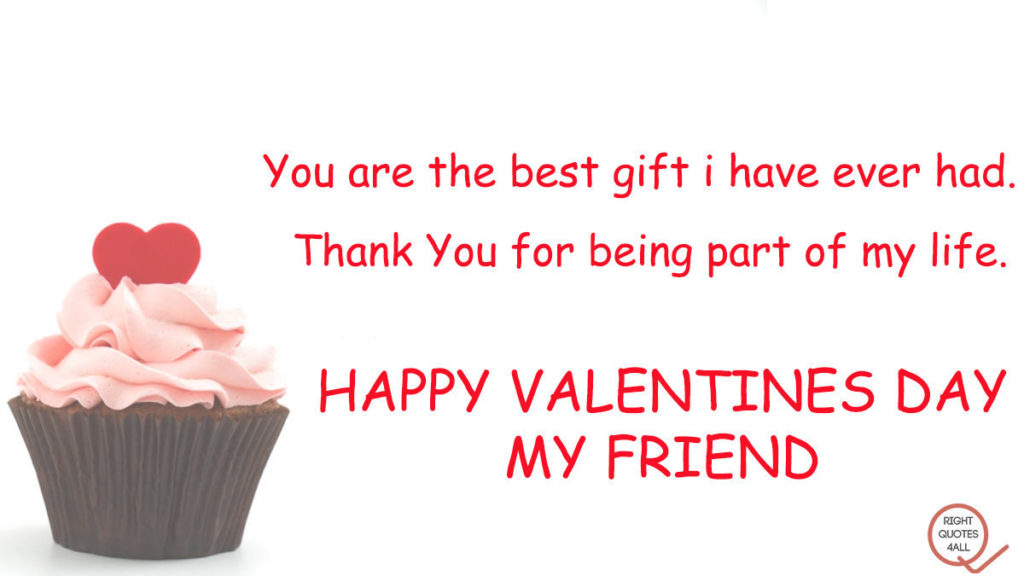 You are the best gift i have ever had.
Thank You for being part of my life.
HAPPY VALENTINES DAY
MY FRIEND
RIGHT
QUOTES
4ALL